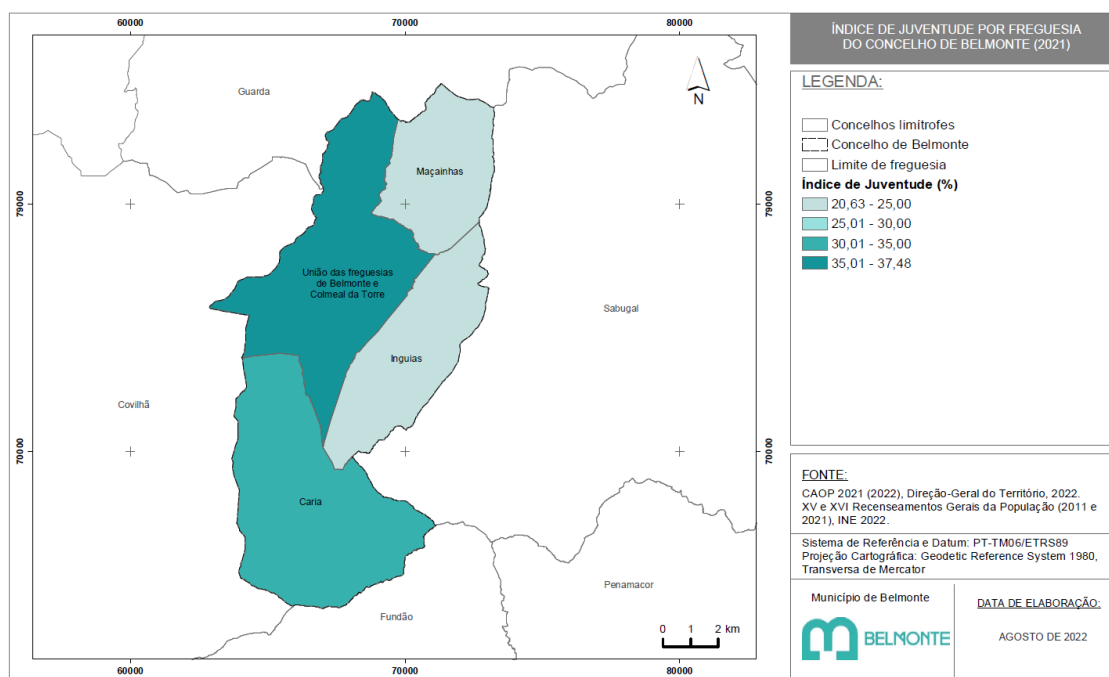 60000
70000
80000
Guarda
N
Maçainhas
79000
79000
União das freguesias
de Belmonte e
Colmeal da Torre
Sabugal
Inguias
Covilhã
70000
70000
Caria
Penamacor
Fundão
0 1 2 km
60000
70000
80000
ÍNDICE DE JUVENTUDE POR FREGUESIA
DO CONCELHO DE BELMONTE (2021)
LEGENDA:
Concelhos limítrofes
Concelho de Belmonte
Limite de freguesia
Índice de Juventude (%)
20,63 - 25,00
25,01 - 30,00
30,01 - 35,00
35,01 - 37,48
FONTE:
CAOP 2021 (2022), Direção-Geral do Território, 2022.
XV e XVI Recenseamentos Gerais da População (2011 e
2021), INE 2022.
Sistema de Referência e Datum: PT-TM06/ETRS89
Projeção Cartográfica: Geodetic Reference System 1980,
Transversa de Mercator
Município de Belmonte
BELMONTE
DATA DE ELABORAÇÃO:
AGOSTO DE 2022